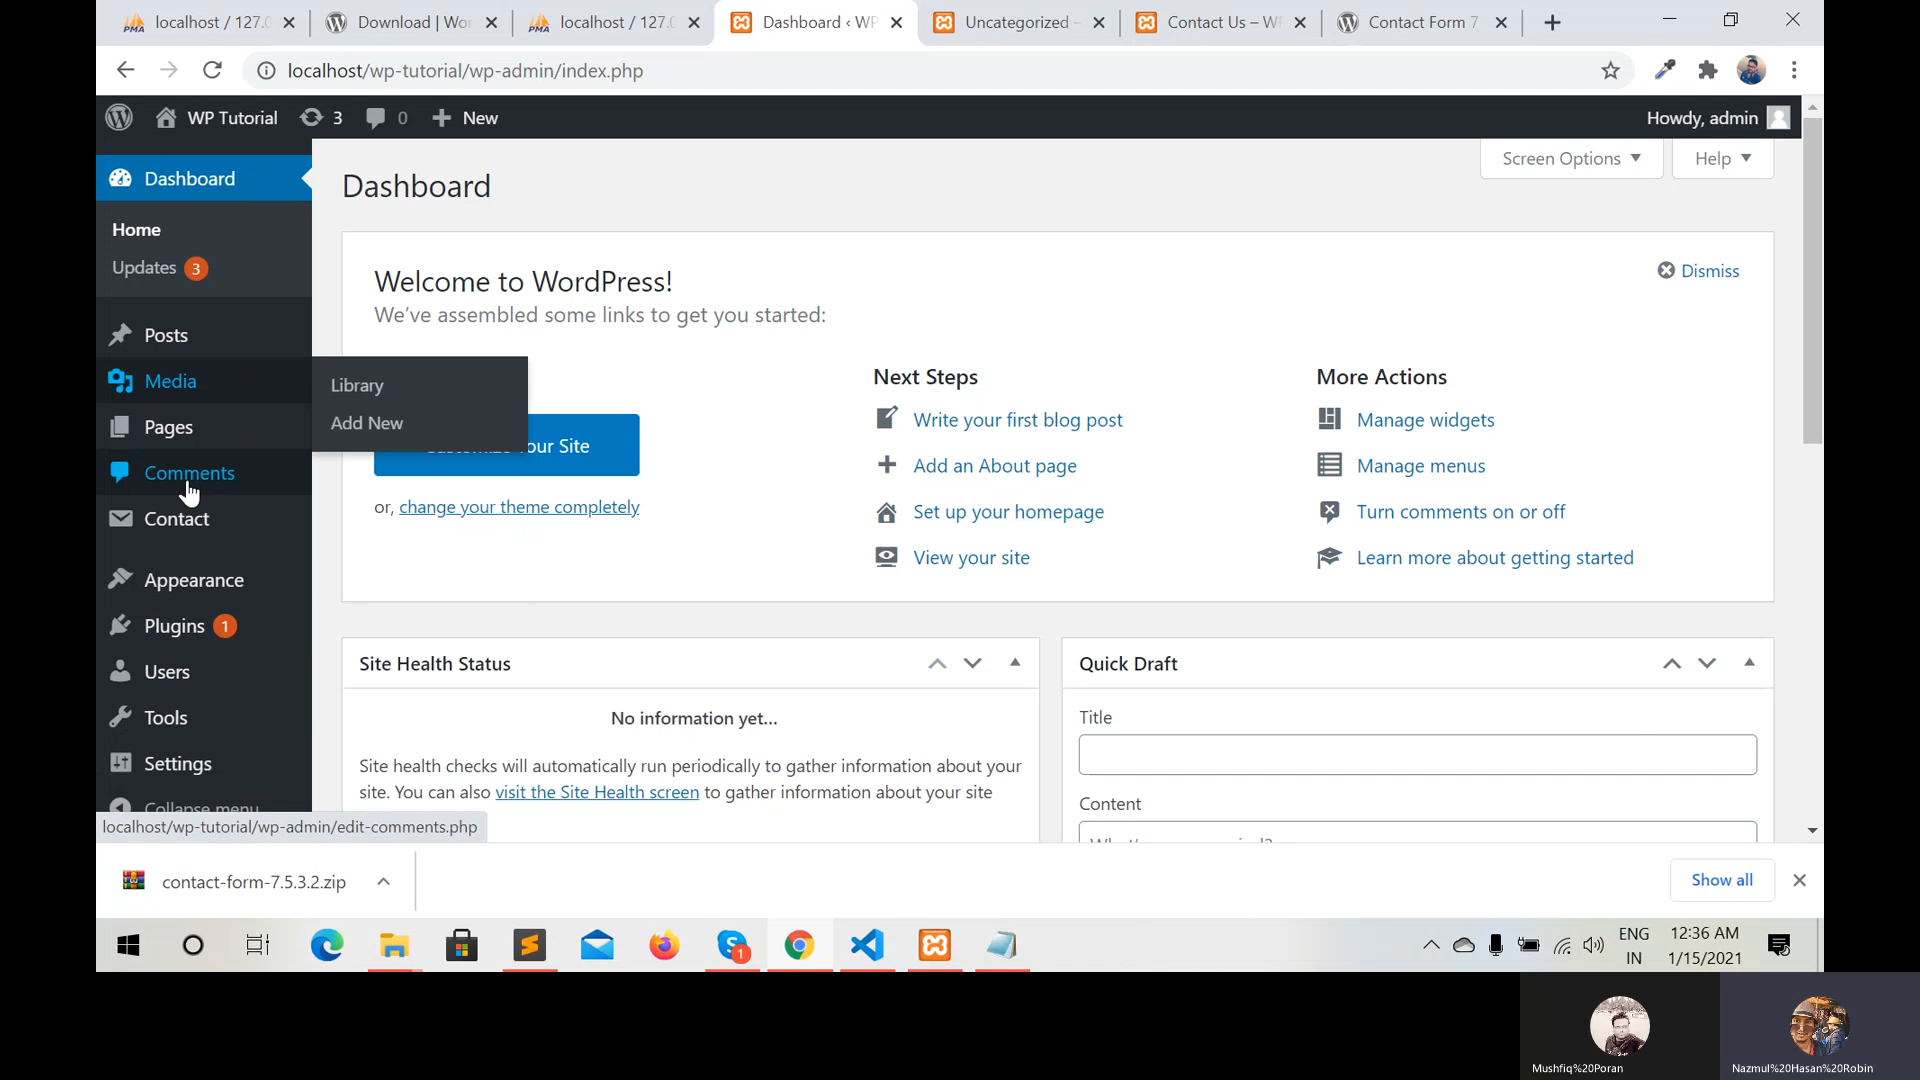 localhost / 127.0
Download | Wor
localhost / 127.0
Dashboard ‹ WP
Uncategorized –
Contact Us – WP
Contact Form 7
localhost/wp-tutorial/wp-admin/index.php
WP Tutorial 3 0 New
Howdy, admin
Screen Options
Help
Dashboard
Home
Updates 3
Posts
Media
Pages
Comments
Contact
Appearance
Plugins 1
Users
Tools
Settings
Collapse menu
Library
Add New
Dashboard
Welcome to WordPress!
Dismiss
We've assembled some links to get you started:
Customize Your Site
or, change your theme completely
Next Steps
Write your first blog post
Add an About page
Set up your homepage
View your site
More Actions
Manage widgets
Manage menus
Turn comments on or off
Learn more about getting started
Site Health Status
No information yet...
Site health checks will automatically run periodically to gather information about your
site. You can also visit the Site Health screen to gather information about your site
Quick Draft
Title
Content
localhost/wp-tutorial/wp-admin/edit-comments.php
contact-form-7.5.3.2.zip
Show all
1
ENG
IN
12:36 AM
1/15/2021
Mushfiq%20Poran
Nazmul%20Hasan%20Robin